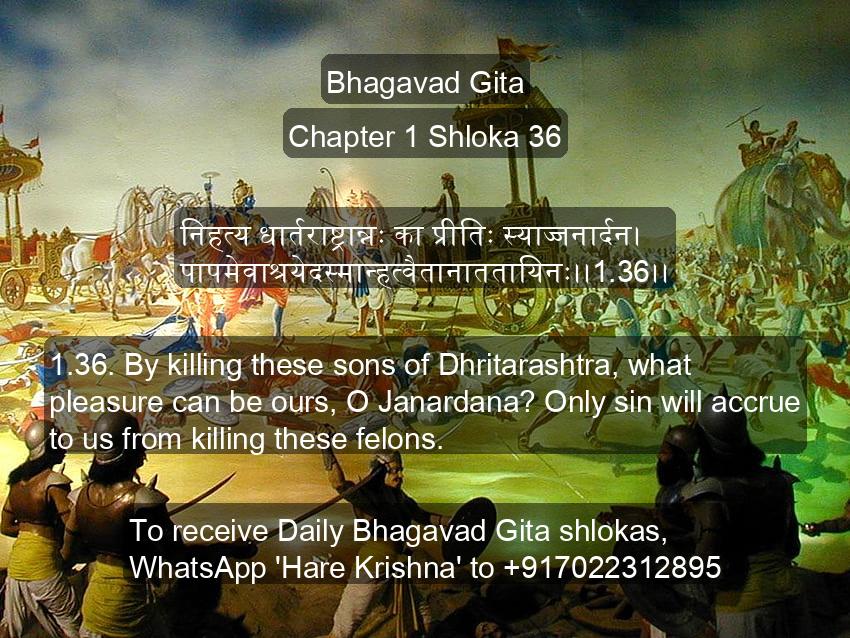 Bhagavad Gita
Chapter 1 Shloka 36
निहत्य धार्तराष्ट्रान्नः का प्रीतिः स्याज्जनार्दन।
पापमेवाश्रयेदस्मान्हत्वैतानाततायिनः।।1.36।।
1.36. By killing these sons of Dhritarashtra, what
pleasure can be ours, O Janardana? Only sin will accrue
to us from killing these felons.
To receive Daily Bhagavad Gita shlokas,
WhatsApp 'Hare Krishna' to +917022312895